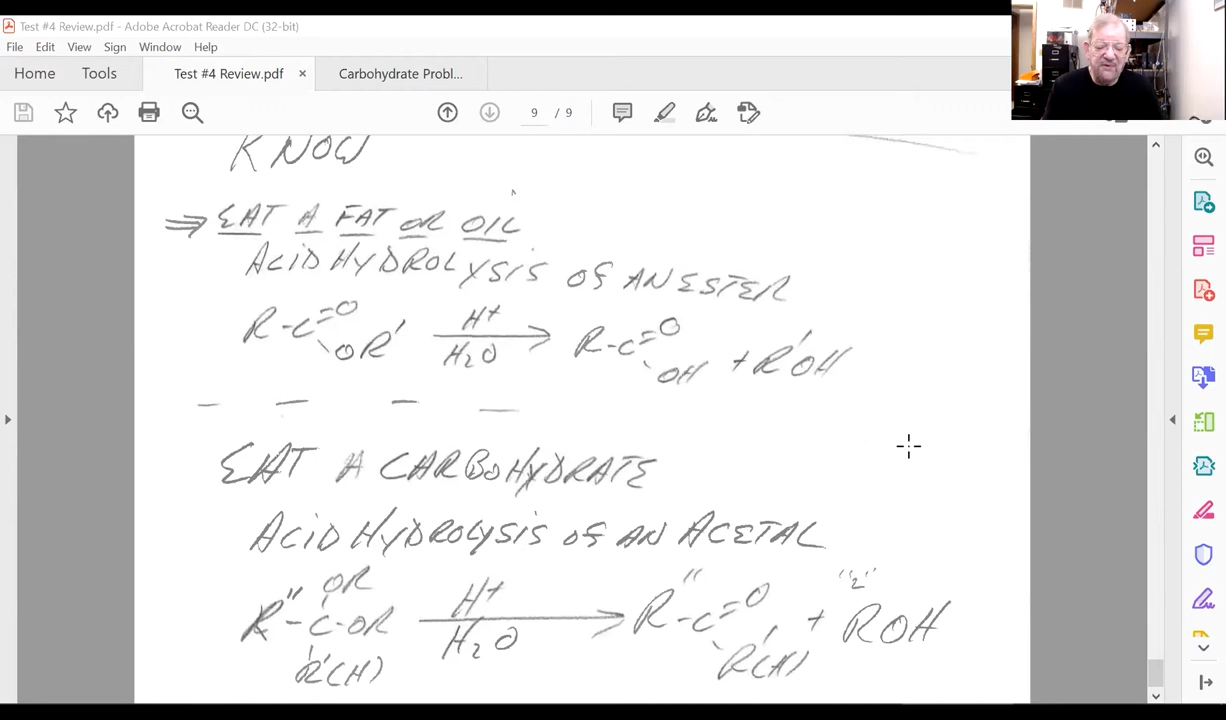 Test #4 Review.pdf - Adobe Acrobat Reader DC (32-bit)
File Edit View Sign Window Help
Home Tools Test #4 Review.pdf × Carbohydrate Probl...
9 / 9
KNOW
⇒ EAT A FAT OR OIL
ACID HYDROLYSIS OF AN ESTER
R-C=O OR' H+ H2O → R-C=O OH + R'OH
EAT A CARBOHYDRATE
ACID HYDROLYSIS OF AN ACETAL
R"-C-OR OR R'(H) H+ H2O → R"-C=O R'(H) + "2" ROH